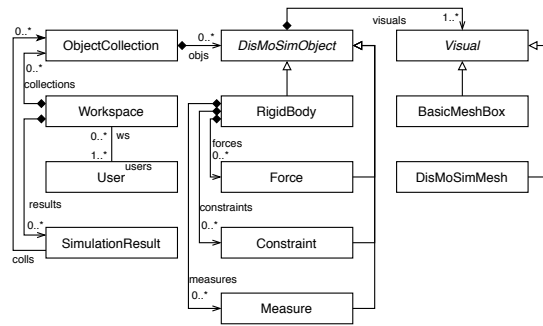 0..*
ObjectCollection
0..*
objs
DisMoSimObject
visuals
1..*
Visual
0..*
collections
Workspace
RigidBody
BasicMeshBox
0..*
ws
1..*
users
User
forces
0..*
Force
DisMoSimMesh
results
0..*
SimulationResult
colls
constraints
0..*
Constraint
measures
0..*
Measure